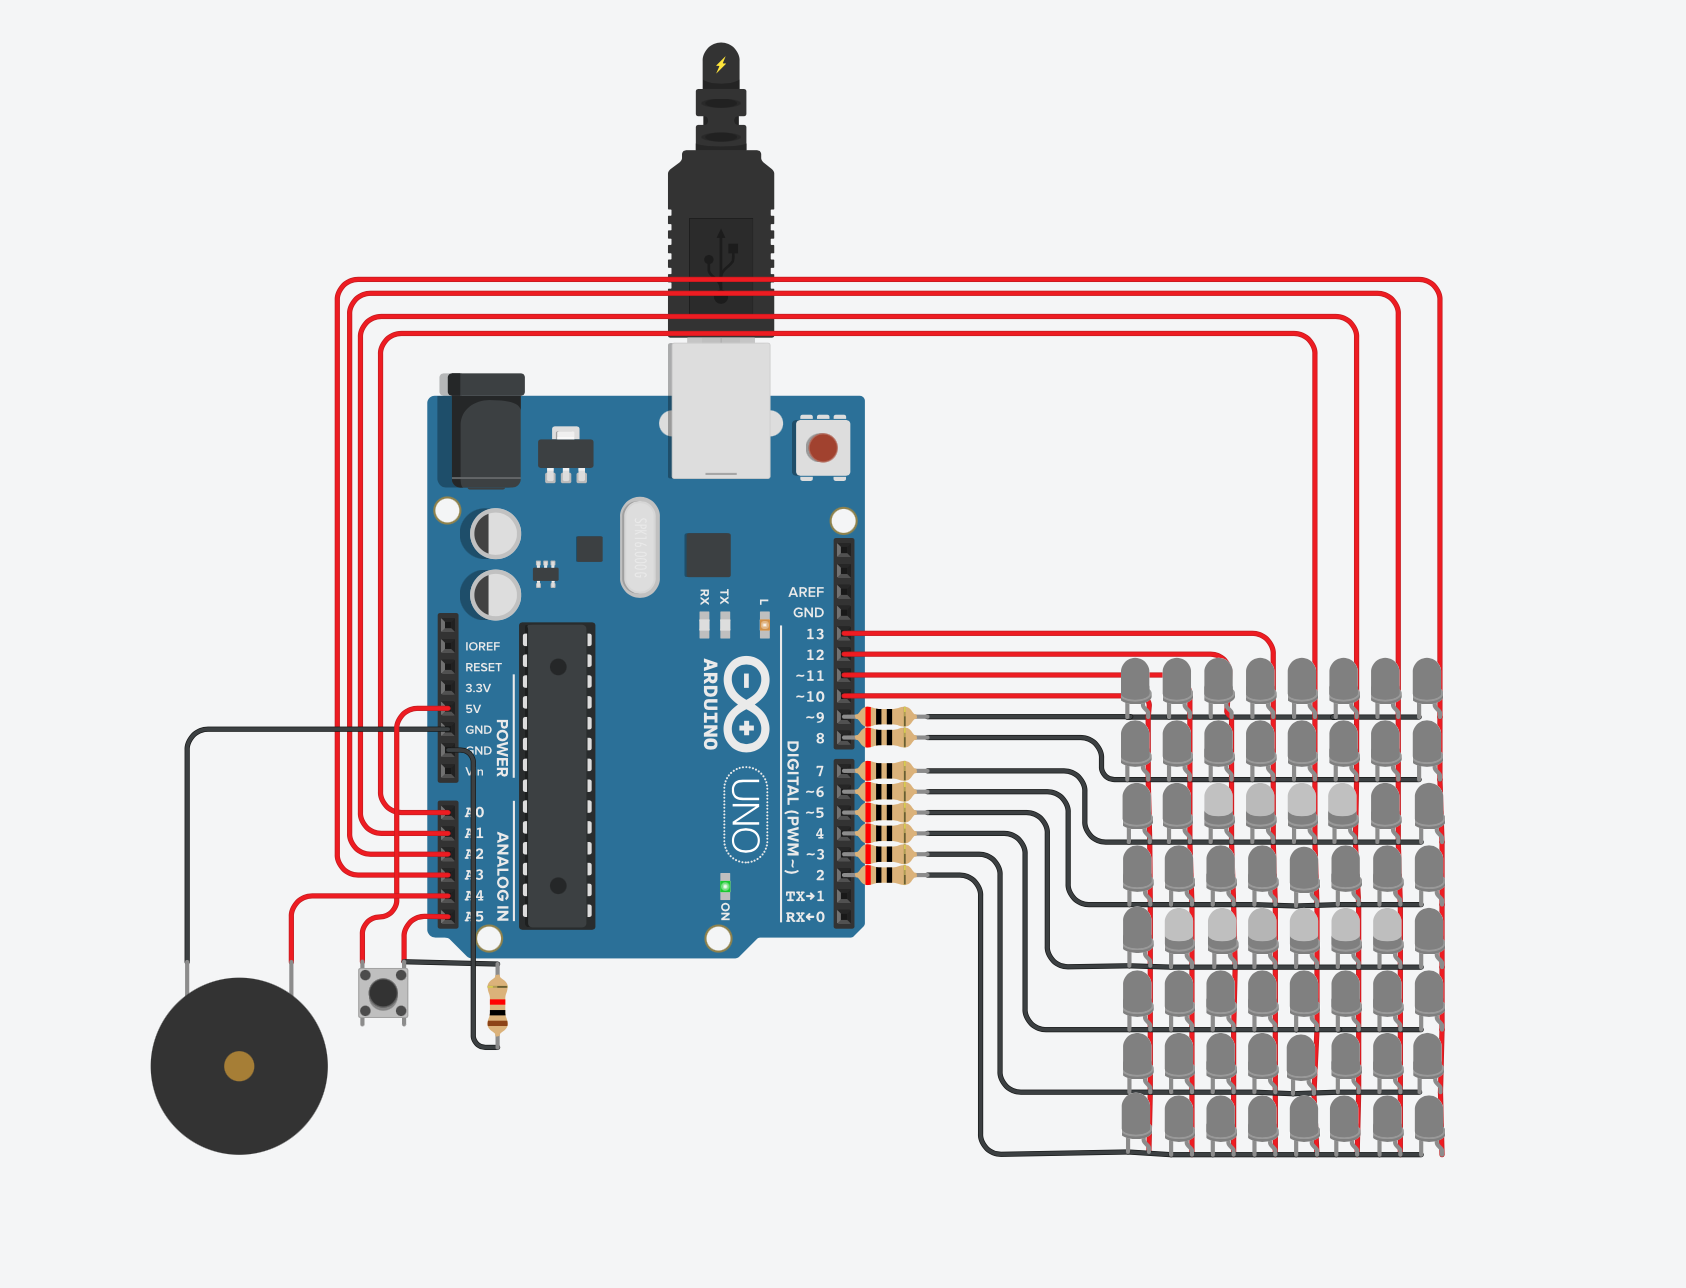 SPK16.000G
AREF
GND
13
12
~11
~10
~9
8
7
~6
~5
4
~3
2
TX→1
RX←0
DIGITAL (PWM ~)
IOREF
RESET
3.3V
5V
GND
GND
Vin
POWER
A0
A1
A2
A3
A4
A5
ANALOG IN
RX
TX
L
ARDUINO
UNO
ON